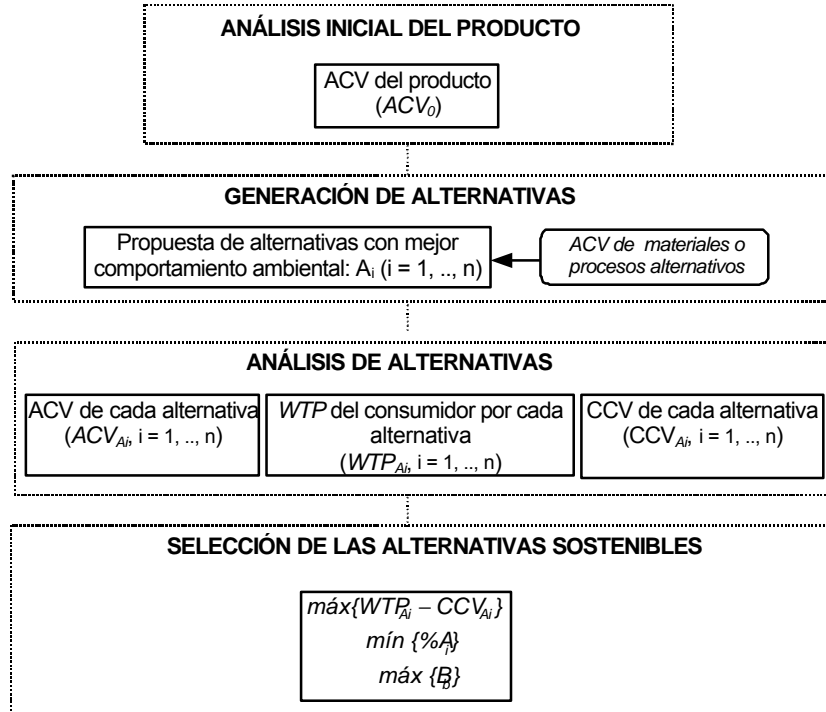 ANÁLISIS INICIAL DEL PRODUCTO
ACV del producto
(ACV0)
GENERACIÓN DE ALTERNATIVAS
Propuesta de alternativas con mejor
comportamiento ambiental: Ai (i = 1, .., n)
ACV de materiales o
procesos alternativos
ANÁLISIS DE ALTERNATIVAS
ACV de cada alternativa
(ACVAi, i = 1, .., n)
WTP del consumidor por cada
alternativa
(WTPAi, i = 1, .., n)
CCV de cada alternativa
(CCVAi, i = 1, .., n)
SELECCIÓN DE LAS ALTERNATIVAS SOSTENIBLES
máx{WTPAi − CCVAi}
mín {%Ai}
máx {Bp}